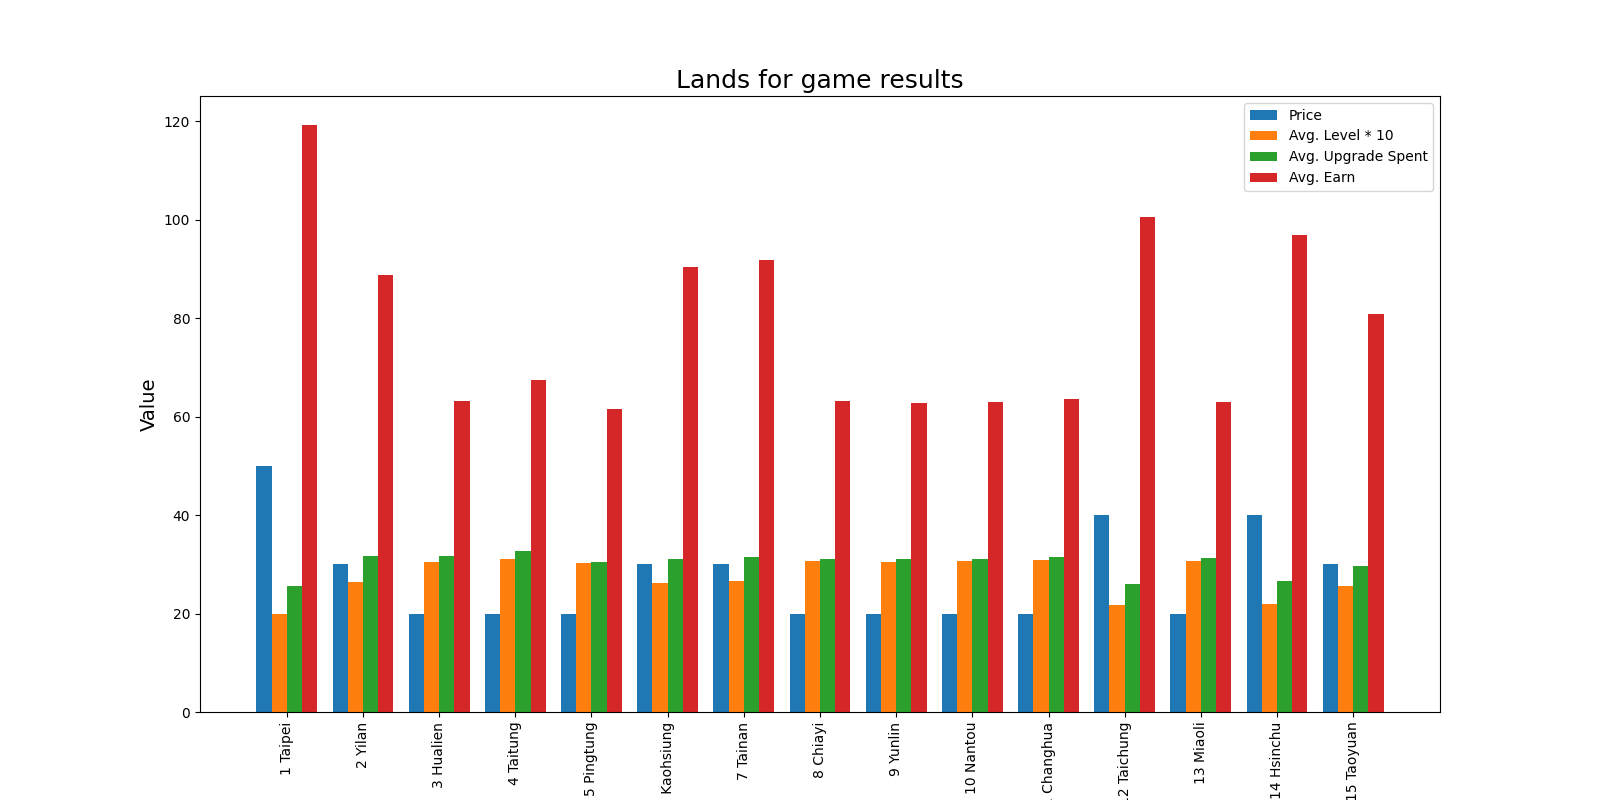 Lands for game results
Price
Avg. Level * 10
Avg. Upgrade Spent
Avg. Earn
Value
120
100
80
60
40
20
0
1 Taipei
2 Yilan
3 Hualien
4 Taitung
5 Pingtung
Kaohsiung
7 Tainan
8 Chiayi
9 Yunlin
10 Nantou
Changhua
12 Taichung
13 Miaoli
14 Hsinchu
15 Taoyuan